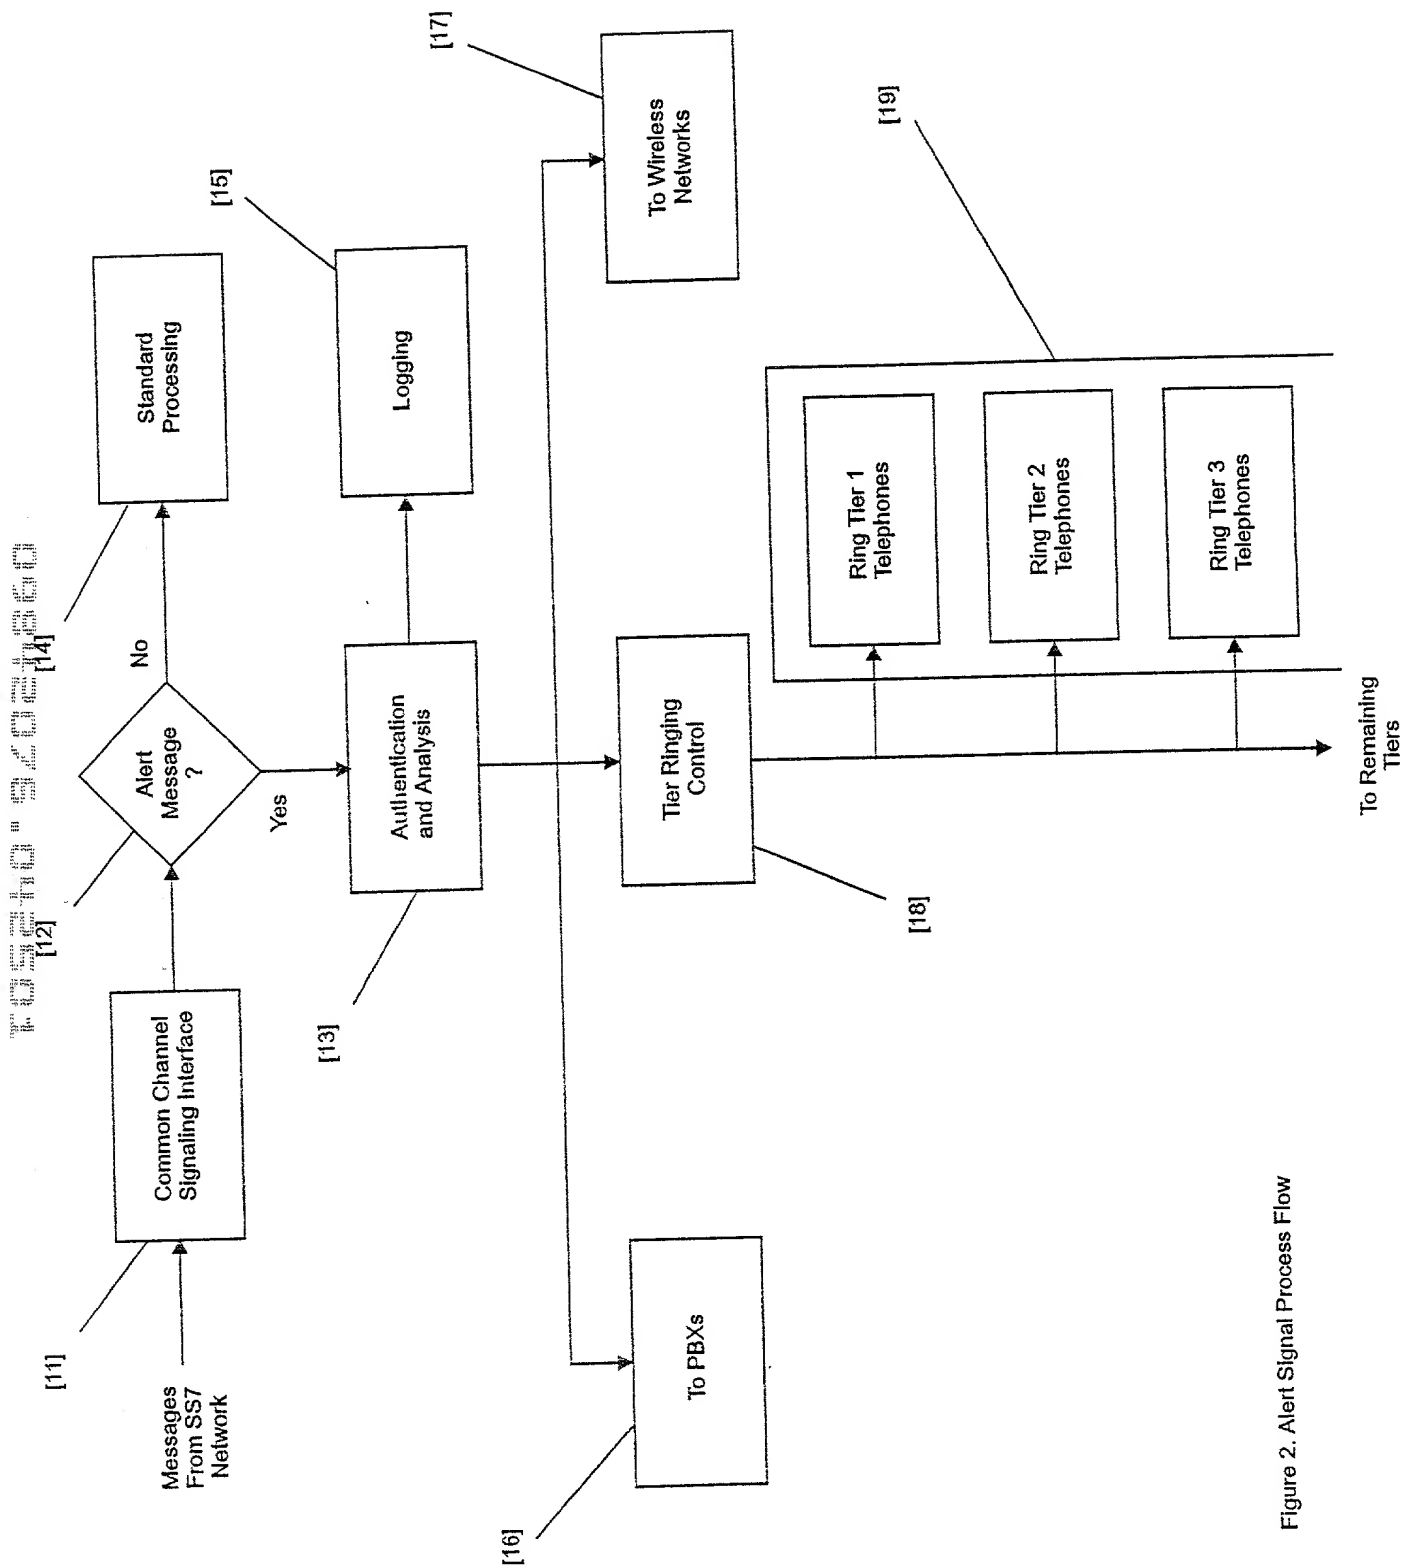 [11]
[12]
[14]
[15]
[17]
Messages
From SS7
Network
Common Channel
Signaling Interface
Alert
Message
?
No
Yes
Standard
Processing
[13]
Authentication
and Analysis
Logging
[16]
To PBXs
[18]
Tier Ringing
Control
To Wireless
Networks
[19]
Ring Tier 1
Telephones
Ring Tier 2
Telephones
Ring Tier 3
Telephones
To Remaining
Tiers
Figure 2. Alert Signal Process Flow